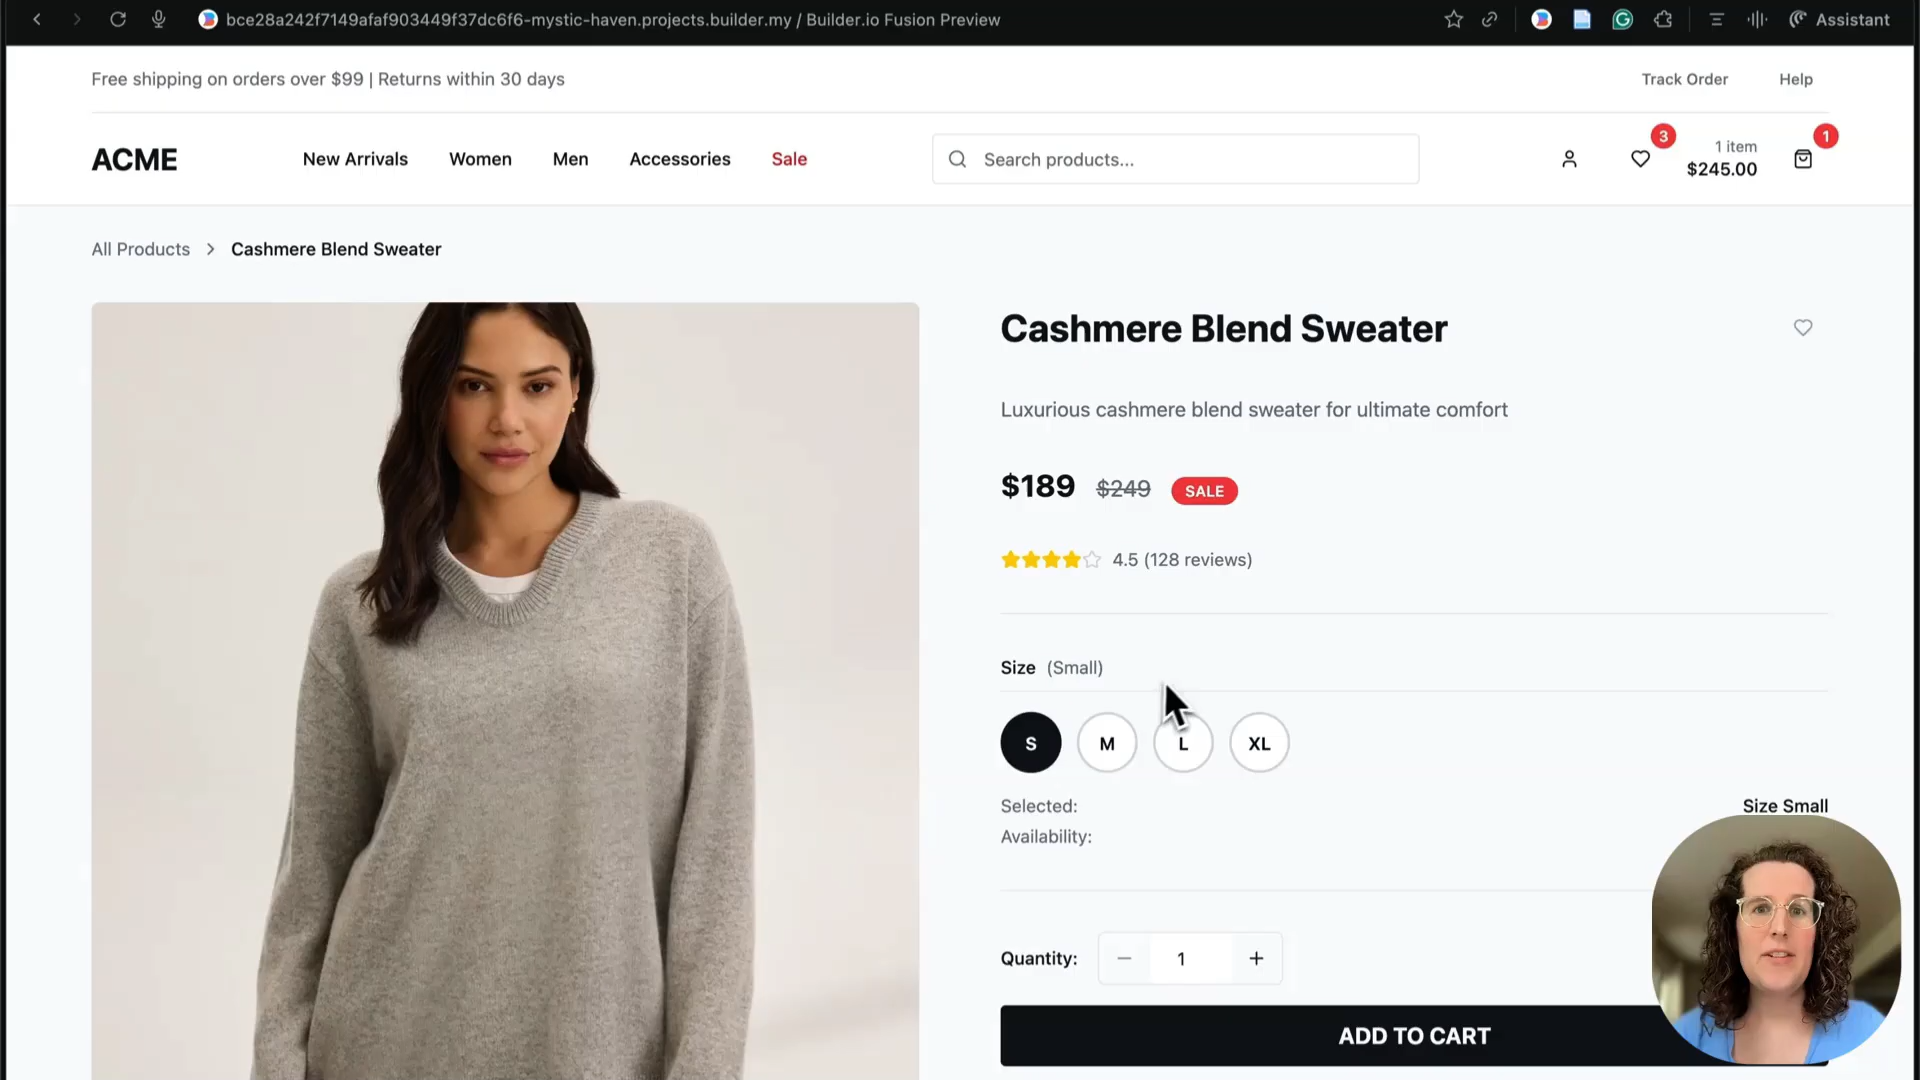 bce28a242f7149afaf903449f37dc6f6-mystic-haven.projects.builder.my / Builder.io Fusion Preview
Assistant
Free shipping on orders over $99 | Returns within 30 days
Track Order
Help
ACME
New Arrivals
Women
Men
Accessories
Sale
Search products...
3
1 item
$245.00
1
All Products
Cashmere Blend Sweater
Cashmere Blend Sweater
Luxurious cashmere blend sweater for ultimate comfort
$189 $249 SALE
4.5 (128 reviews)
Size (Small)
S
M
L
XL
Selected:
Size Small
Availability:
Quantity:
1
ADD TO CART